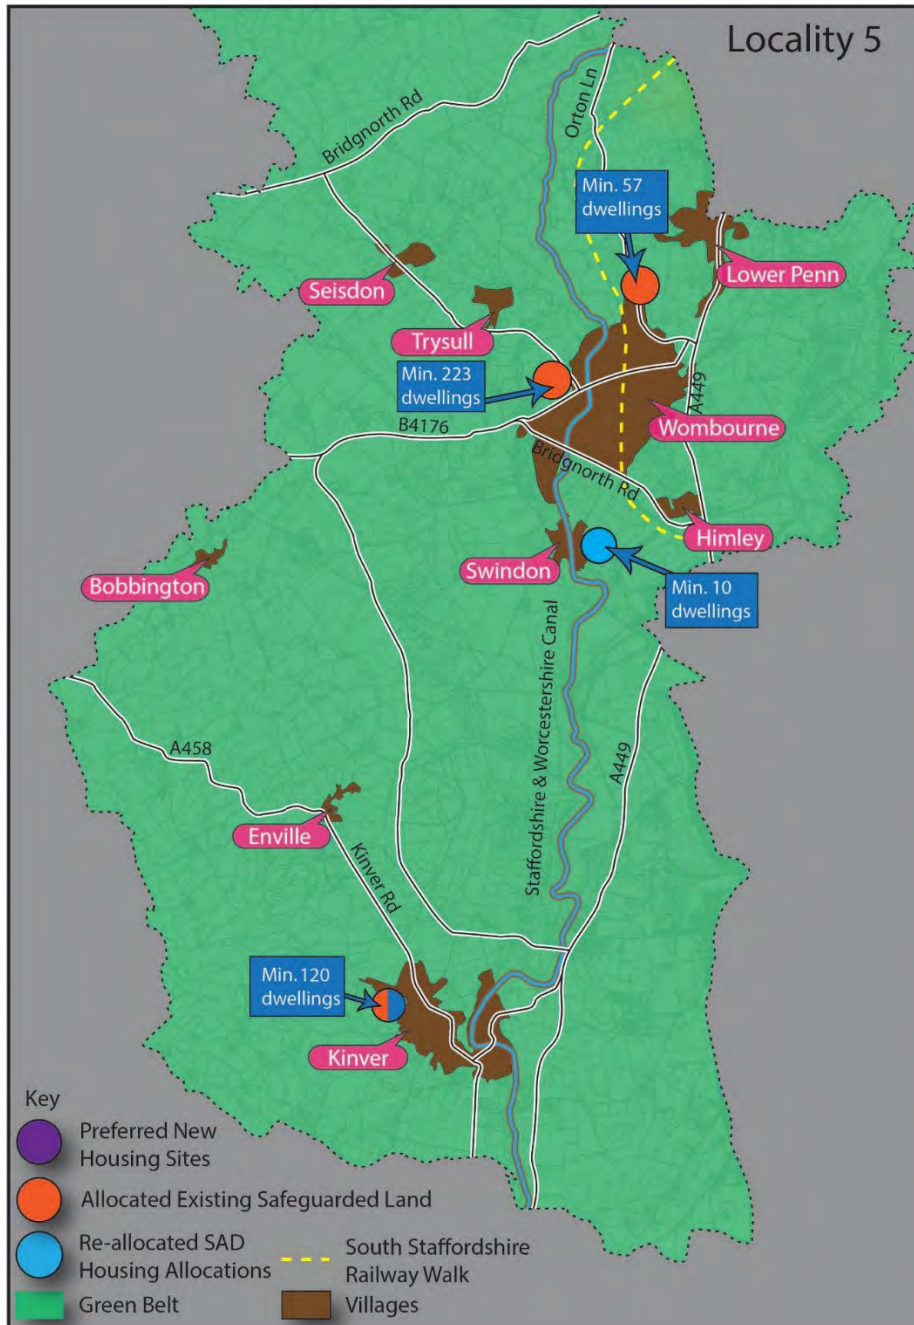 Locality 5
Bridgnorth Rd
Orton Ln
Min. 57
dwellings
Lower Penn
Seisdon
Trysull
Min. 223
dwellings
B4176
A449
Wombourne
Bridgnorth Rd
Himley
Swindon
Bobbington
Min. 10
dwellings
Staffordshire & Worcestershire Canal
A458
A449
Enville
Kinver Rd
Min. 120
dwellings
Kinver
Key
Preferred New
Housing Sites
Allocated Existing Safeguarded Land
Re-allocated SAD
Housing Allocations
South Staffordshire
Railway Walk
Green Belt
Villages